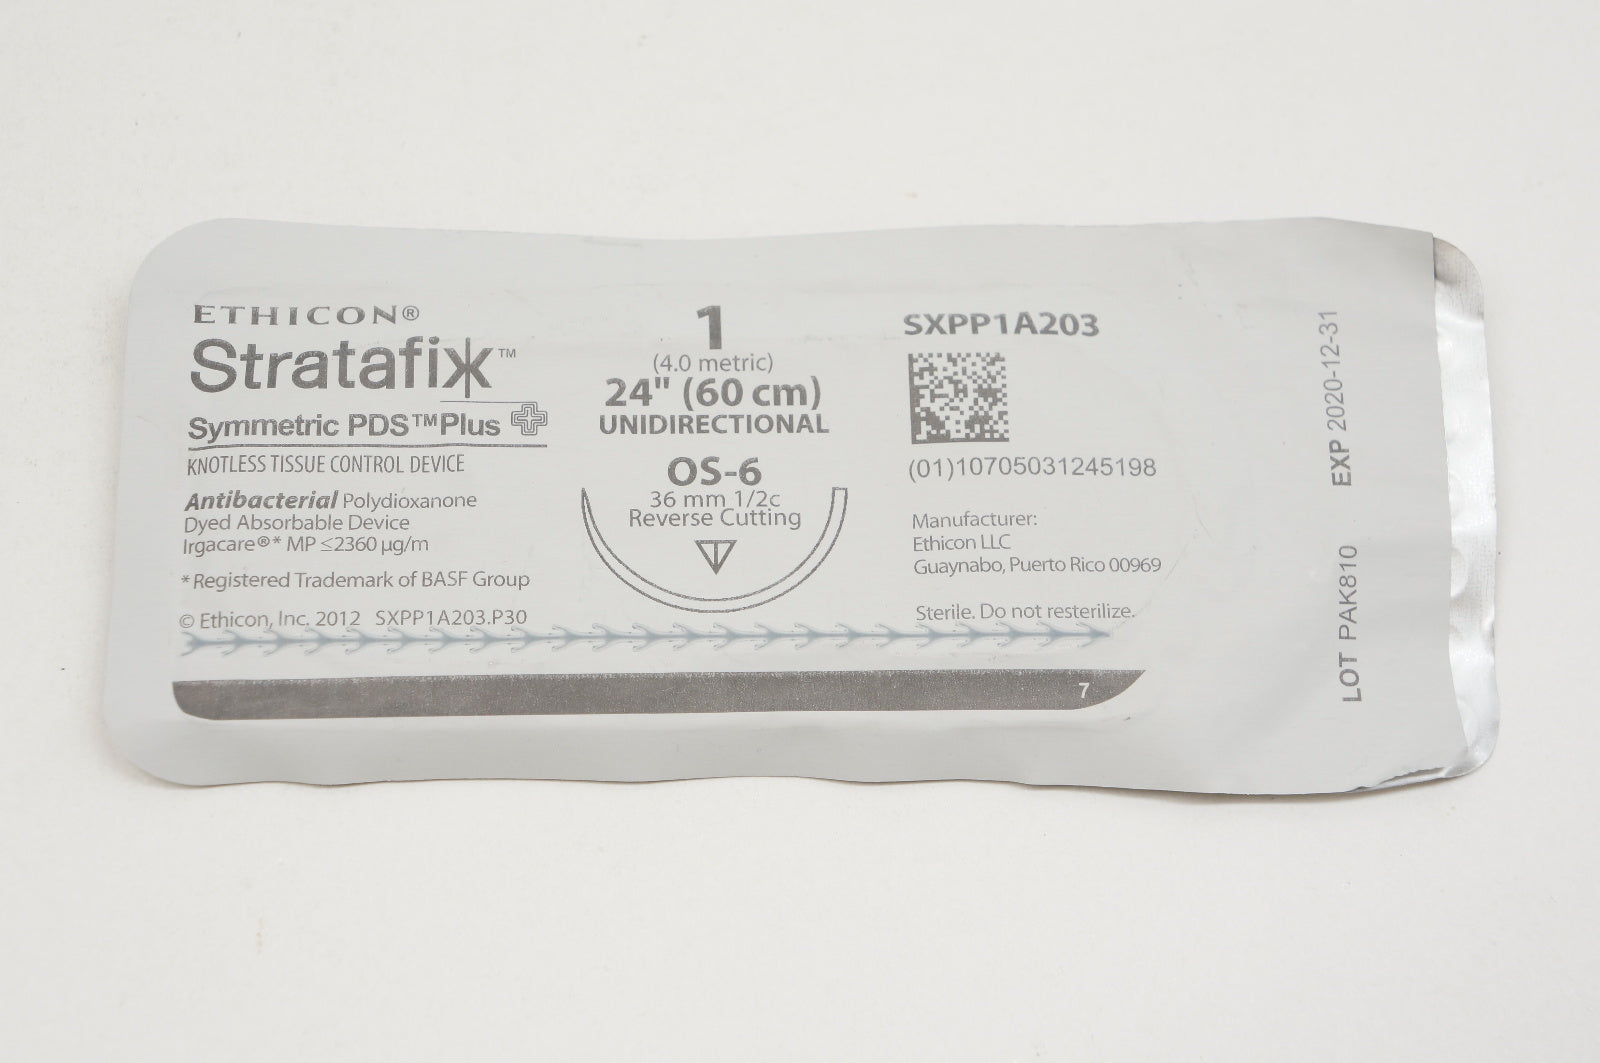 ETHICON®
Stratafix™
Symmetric PDS™ Plus
KNOTLESS TISSUE CONTROL DEVICE
Antibacterial Polydioxanone
Dyed Absorbable Device
Irgacare®* MP ≤2360 µg/m
*Registered Trademark of BASF Group
© Ethicon, Inc. 2012 SXPP1A203.P30
1
(4.0 metric)
24" (60 cm)
UNIDIRECTIONAL
OS-6
36 mm 1/2c
Reverse Cutting
SXPP1A203
(01)10705031245198
Manufacturer:
Ethicon LLC
Guaynabo, Puerto Rico 00969
Sterile. Do not resterilize.
7
LOT PAK810 EXP 2020-12-31